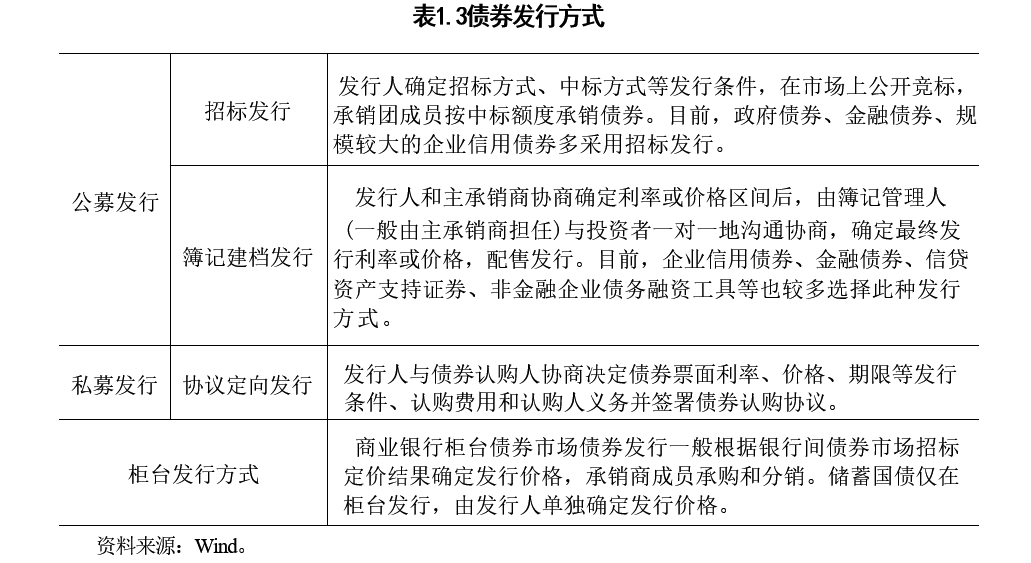 表1.3债券发行方式
公募发行
招标发行
发行人确定招标方式、中标方式等发行条件，在市场上公开竞标，
承销团成员按中标额度承销债券。目前，政府债券、金融债券、规
模较大的企业信用债券多采用招标发行。
簿记建档发行
发行人和主承销商协商确定利率或价格区间后，由簿记管理人
(一般由主承销商担任)与投资者一对一地沟通协商，确定最终发
行利率或价格，配售发行。目前，企业信用债券、金融债券、信贷
资产支持证券、非金融企业债务融资工具等也较多选择此种发行
方式。
私募发行
协议定向发行
发行人与债券认购人协商决定债券票面利率、价格、期限等发行
条件、认购费用和认购人义务并签署债券认购协议。
柜台发行方式
商业银行柜台债券市场债券发行一般根据银行间债券市场招标
定价结果确定发行价格，承销商成员承购和分销。储蓄国债仅在
柜台发行，由发行人单独确定发行价格。
资料来源：Wind。